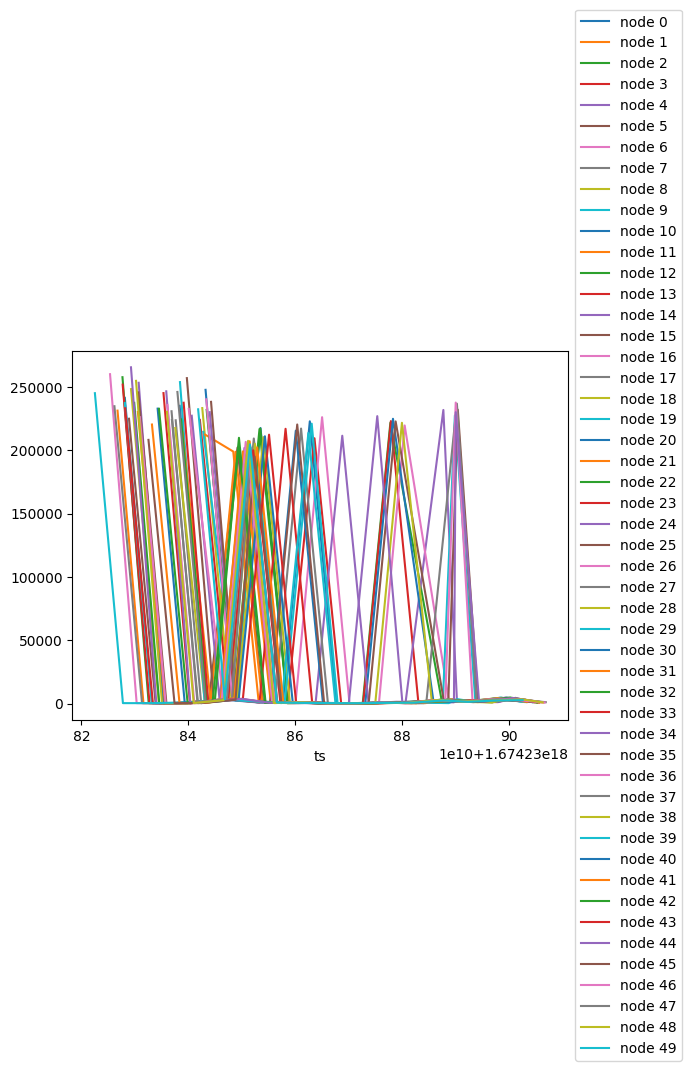 node 0
node 1
node 2
node 3
node 4
node 5
node 6
node 7
node 8
node 9
node 10
node 11
node 12
node 13
node 14
node 15
node 16
node 17
node 18
node 19
node 20
node 21
node 22
node 23
node 24
node 25
node 26
node 27
node 28
node 29
node 30
node 31
node 32
node 33
node 34
node 35
node 36
node 37
node 38
node 39
node 40
node 41
node 42
node 43
node 44
node 45
node 46
node 47
node 48
node 49
250000
200000
150000
100000
50000
0
82 84 86 88 90
ts
1e10+1.67423e18